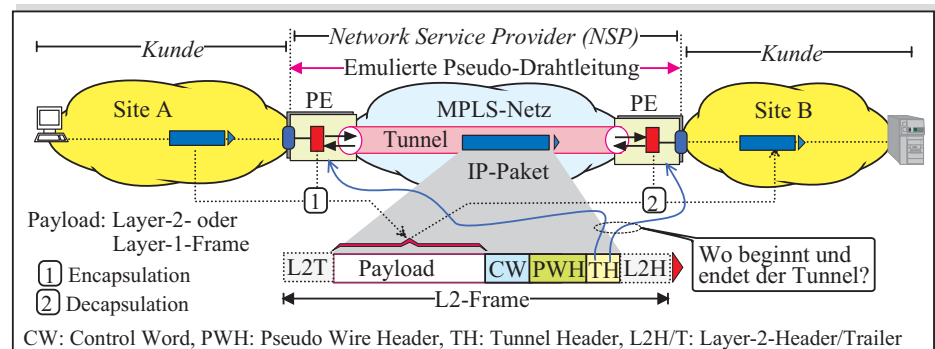 Kunde
Network Service Provider (NSP)
Kunde
Emulierte Pseudo-Drahtleitung
Site A
PE
MPLS-Netz
PE
Site B
Tunnel
IP-Paket
1
2
Payload: Layer-2- oder
Layer-1-Frame
Wo beginnt und
endet der Tunnel?
L2T
Payload
CW
PWH
TH
L2H
1 Encapsulation
2 Decapsulation
L2-Frame
CW: Control Word, PWH: Pseudo Wire Header, TH: Tunnel Header, L2H/T: Layer-2-Header/Trailer